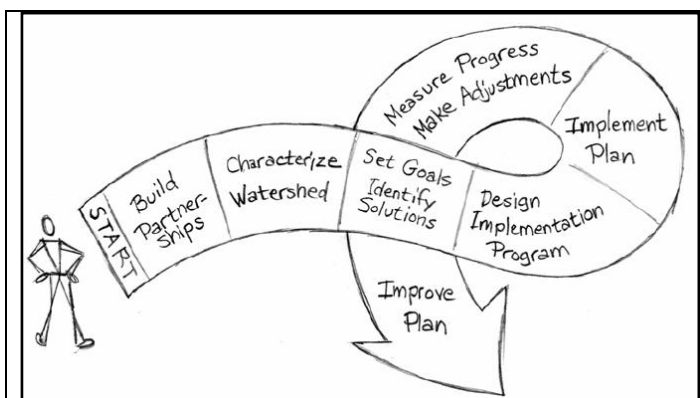 START
Build
Partner-
Ships
Characterize
Watershed
Set Goals
Identify
Solutions
Design
Implementation
Program
Implement
Plan
Measure Progress
Make Adjustments
Improve
Plan